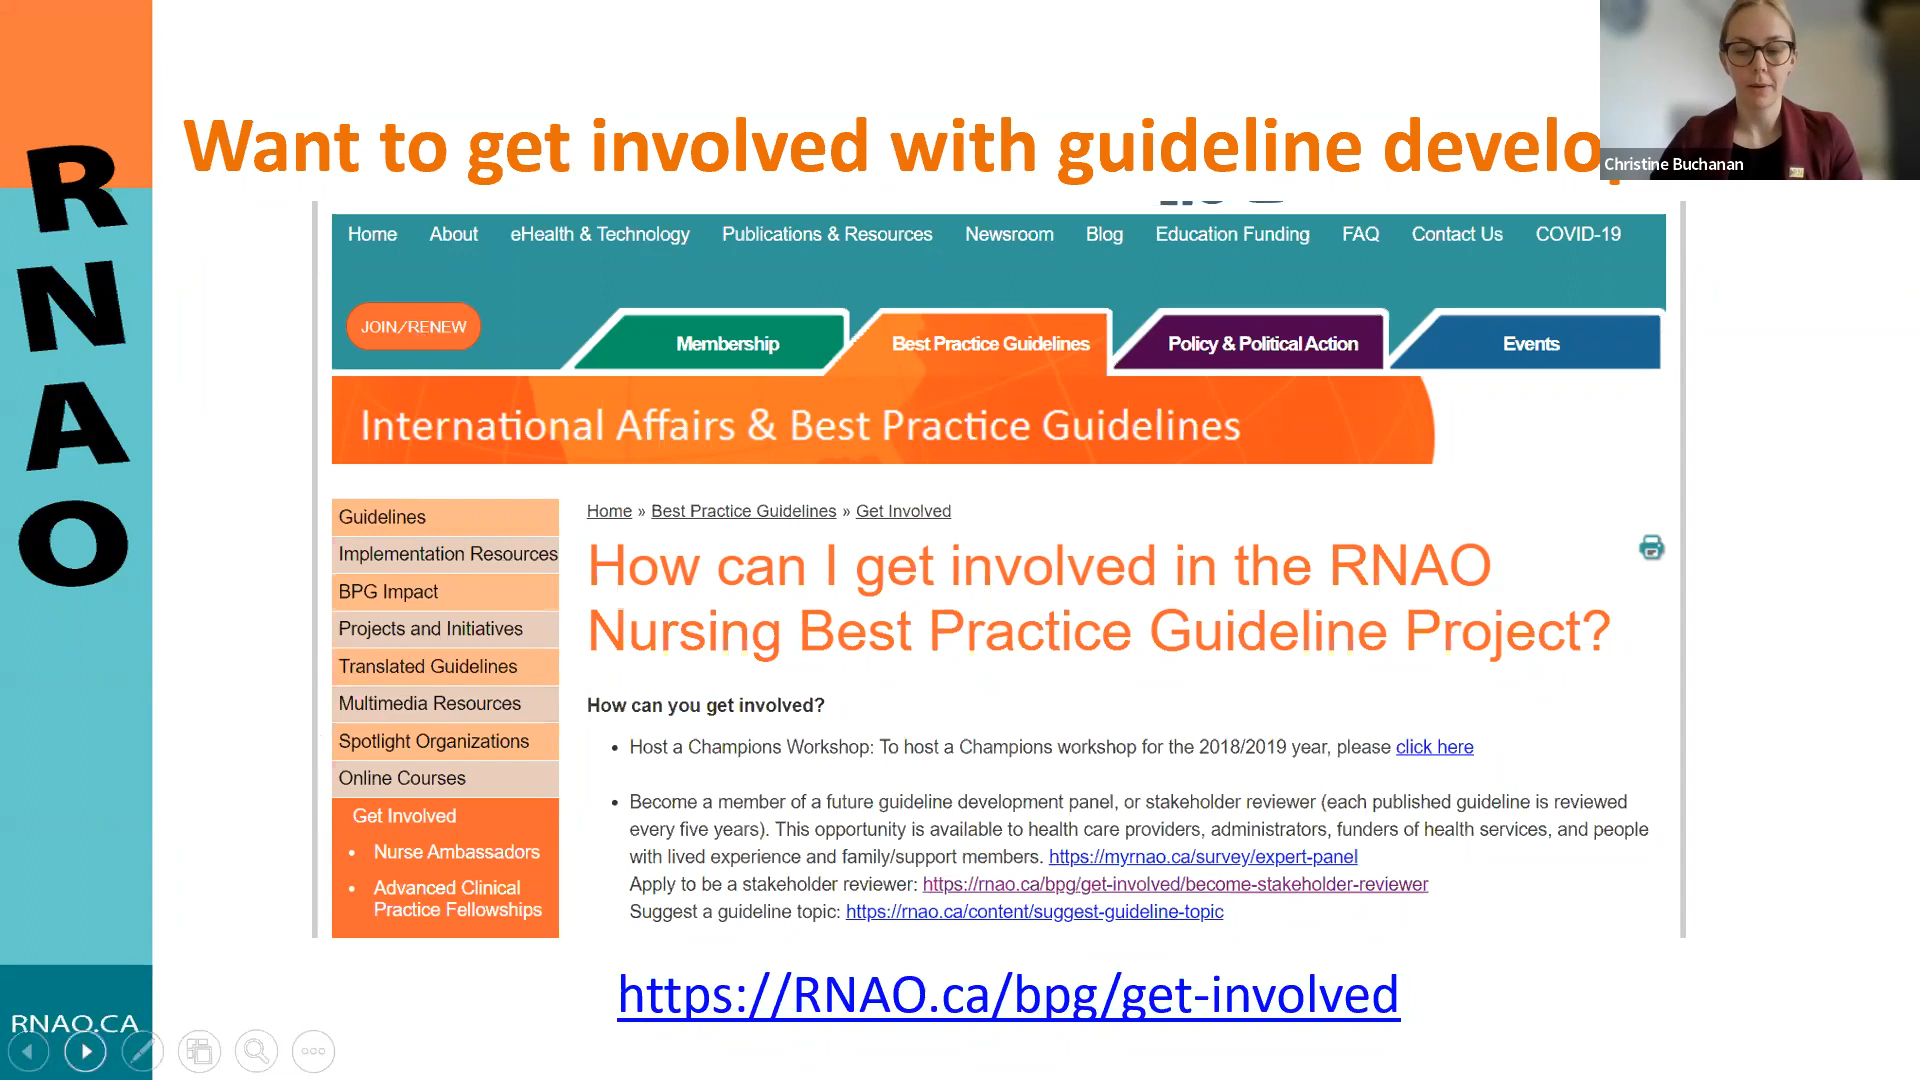 Want to get involved with guideline develo
Christine Buchanan
R
N
A
O
Home About eHealth & Technology Publications & Resources Newsroom Blog Education Funding FAQ Contact Us COVID-19
JOIN/RENEW
Membership
Best Practice Guidelines
Policy & Political Action
Events
International Affairs & Best Practice Guidelines
Guidelines
Implementation Resources
BPG Impact
Projects and Initiatives
Translated Guidelines
Multimedia Resources
Spotlight Organizations
Online Courses
Get Involved
• Nurse Ambassadors
• Advanced Clinical
Practice Fellowships
Home » Best Practice Guidelines » Get Involved
How can I get involved in the RNAO
Nursing Best Practice Guideline Project?
How can you get involved?
• Host a Champions Workshop: To host a Champions workshop for the 2018/2019 year, please click here
• Become a member of a future guideline development panel, or stakeholder reviewer (each published guideline is reviewed
every five years). This opportunity is available to health care providers, administrators, funders of health services, and people
with lived experience and family/support members. https://myrnao.ca/survey/expert-panel
Apply to be a stakeholder reviewer: https://rnao.ca/bpg/get-involved/become-stakeholder-reviewer
Suggest a guideline topic: https://rnao.ca/content/suggest-guideline-topic
https://RNAO.ca/bpg/get-involved
RNAO.CA